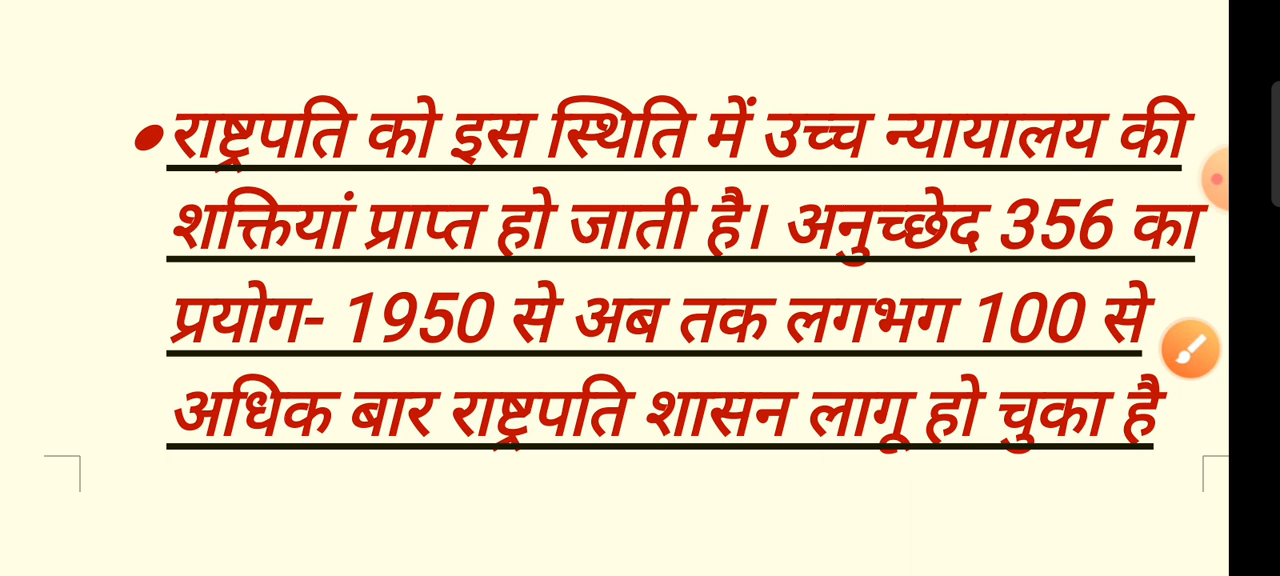 •राष्ट्रपति को इस स्थिति में उच्च न्यायालय की
शक्तियां प्राप्त हो जाती है। अनुच्छेद 356 का
प्रयोग- 1950 से अब तक लगभग 100 से
अधिक बार राष्ट्रपति शासन लागू हो चुका है